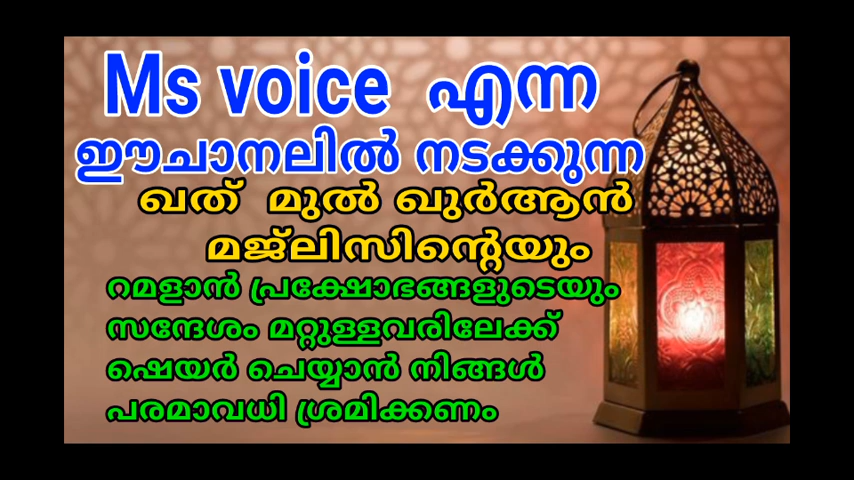 Ms voice എന്ന
ഈചാനലിൽ നടക്കുന്ന
ഖത് മുൽ ഖുർആൻ
മജ്ലിസിന്റെയും
റമളാൻ പ്രക്ഷോഭങ്ങളുടെയും
സന്ദേശം മറ്റുള്ളവരിലേക്ക്
ഷെയർ ചെയ്യാൻ നിങ്ങൾ
പരമാവധി ശ്രമിക്കണം